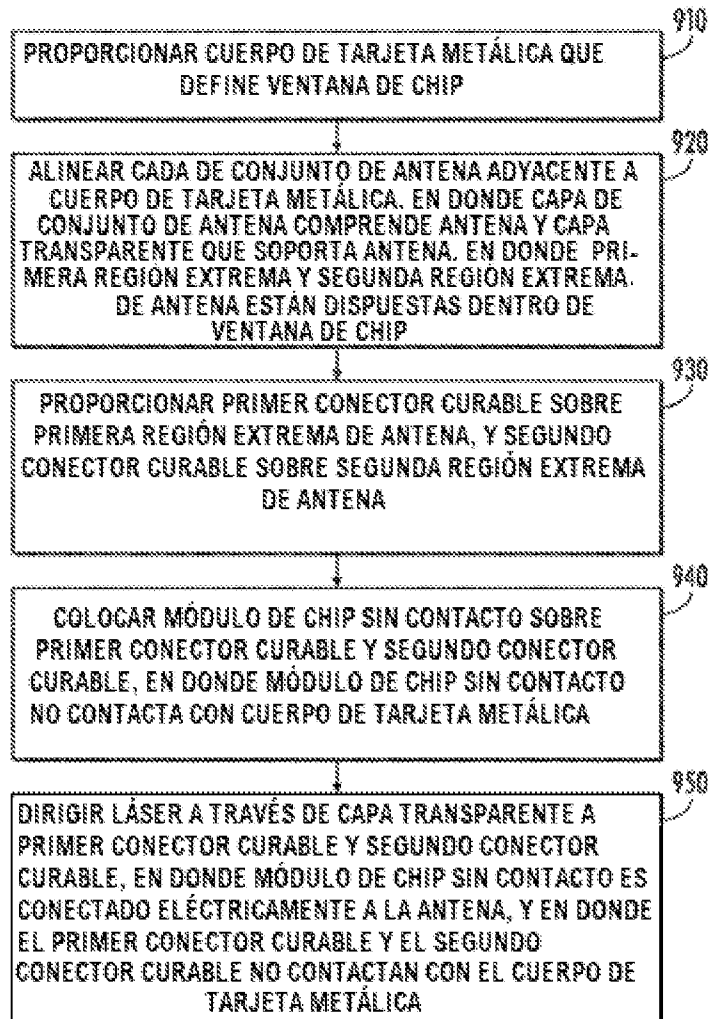 910
PROPORCIONAR CUERPO DE TARJETA METÁLICA QUE
DEFINE VENTANA DE CHIP
920
ALINEAR CADA DE CONJUNTO DE ANTENA ADYACENTE A
CUERPO DE TARJETA METÁLICA. EN DONDE CAPA DE
CONJUNTO DE ANTENA COMPRENDE ANTENA Y CAPA
TRANSPARENTE QUE SOPORTA ANTENA. EN DONDE PRI-
MERA REGIÓN EXTREMA Y SEGUNDA REGIÓN EXTREMA.
DE ANTENA ESTÁN DISPUESTAS DENTRO DE
VENTANA DE CHIP
930
PROPORCIONAR PRIMER CONECTOR CURABLE SOBRE
PRIMERA REGIÓN EXTREMA DE ANTENA, Y SEGUNDO
CONECTOR CURABLE SOBRE SEGUNDA REGIÓN EXTREMA
DE ANTENA
940
COLOCAR MÓDULO DE CHIP SIN CONTACTO SOBRE
PRIMER CONECTOR CURABLE Y SEGUNDO CONECTOR
CURABLE, EN DONDE MÓDULO DE CHIP SIN CONTACTO
NO CONTACTA CON CUERPO DE TARJETA METÁLICA
950
DIRIGIR LÁSER A TRAVÉS DE CAPA TRANSPARENTE A
PRIMER CONECTOR CURABLE Y SEGUNDO CONECTOR
CURABLE, EN DONDE MÓDULO DE CHIP SIN CONTACTO ES
CONECTADO ELÉCTRICAMENTE A LA ANTENA, Y EN DONDE
EL PRIMER CONECTOR CURABLE Y EL SEGUNDO
CONECTOR CURABLE NO CONTACTAN CON EL CUERPO DE
TARJETA METÁLICA